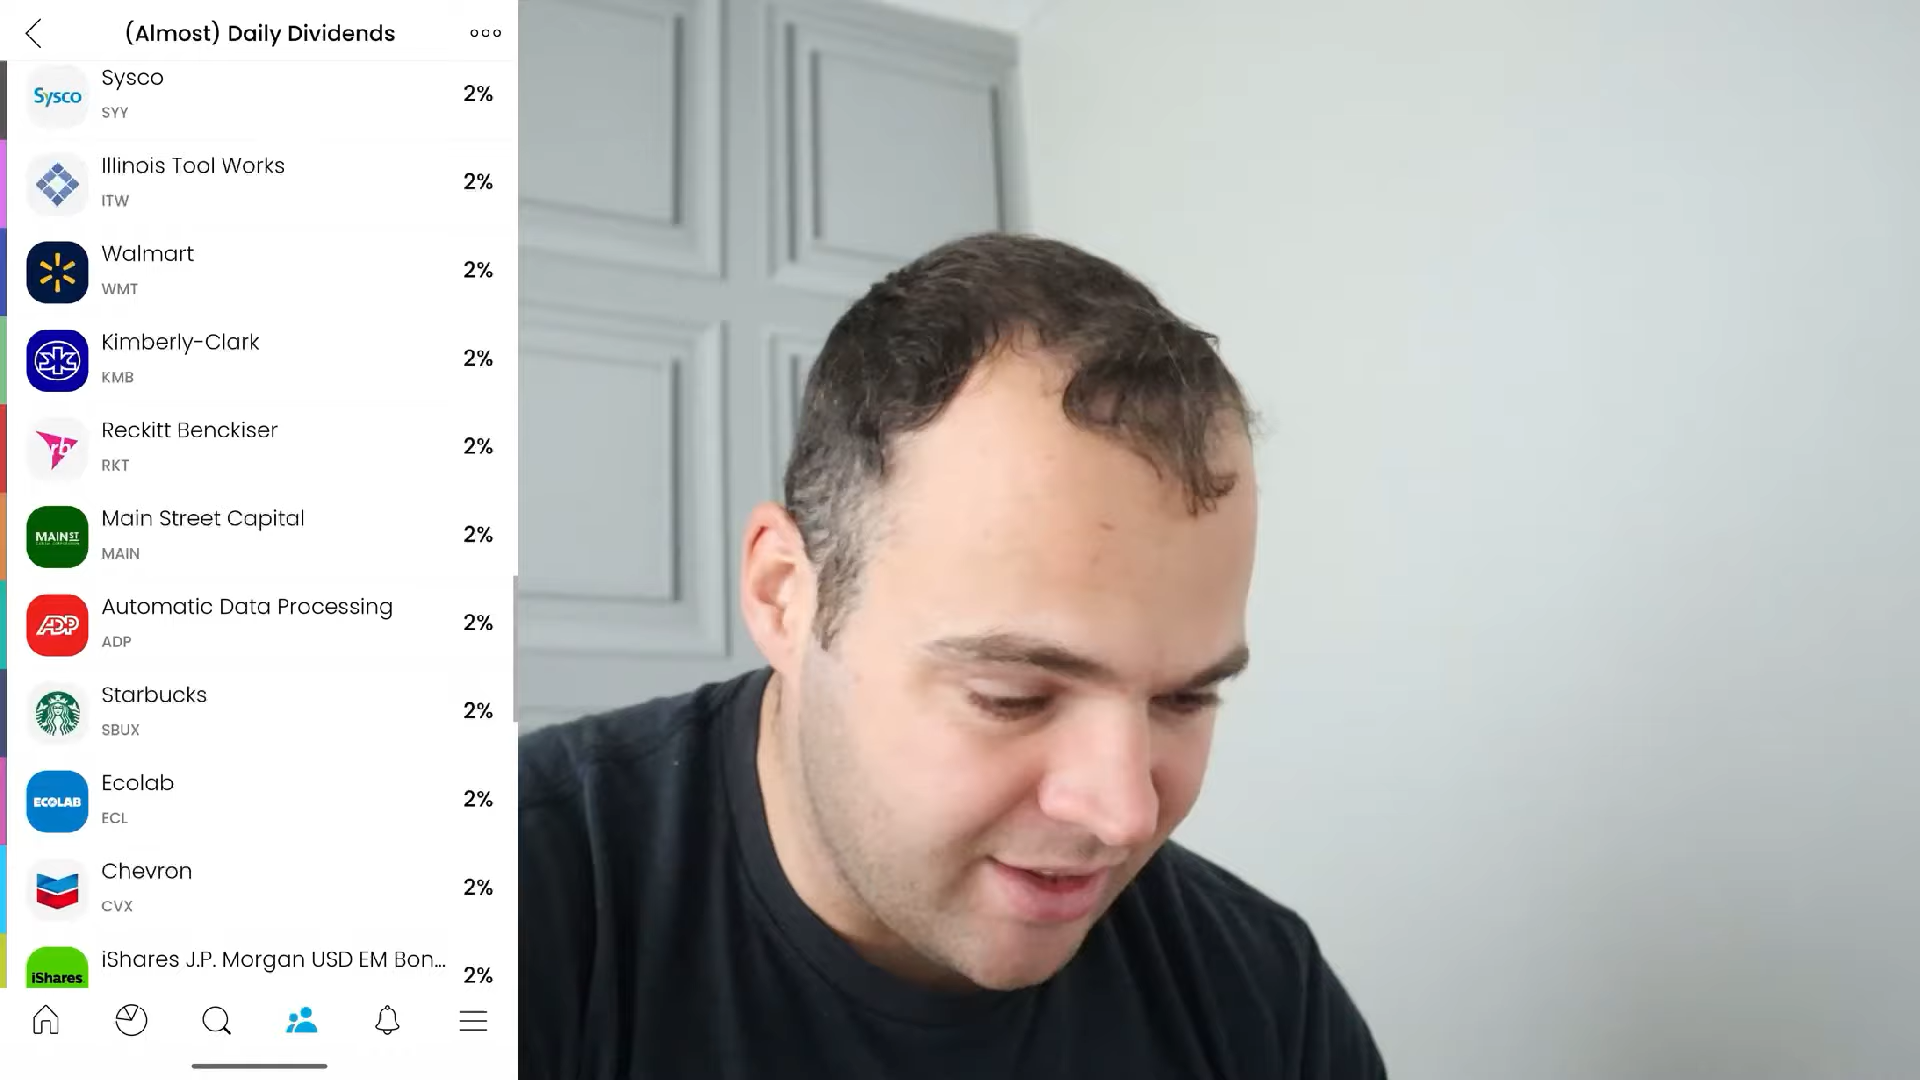 (Almost) Daily Dividends
Sysco
Sysco
SYY
2%
Illinois Tool Works
ITW
2%
Walmart
WMT
2%
Kimberly-Clark
KMB
2%
rb
Reckitt Benckiser
RKT
2%
MAIN ST
Main Street Capital
MAIN
2%
ADP
Automatic Data Processing
ADP
2%
Starbucks
SBUX
2%
ECOLAB
Ecolab
ECL
2%
Chevron
CVX
2%
iShares
iShares J.P. Morgan USD EM Bon...
2%